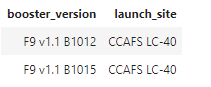 booster_version launch_site
F9 v1.1 B1012 CCAFS LC-40
F9 v1.1 B1015 CCAFS LC-40